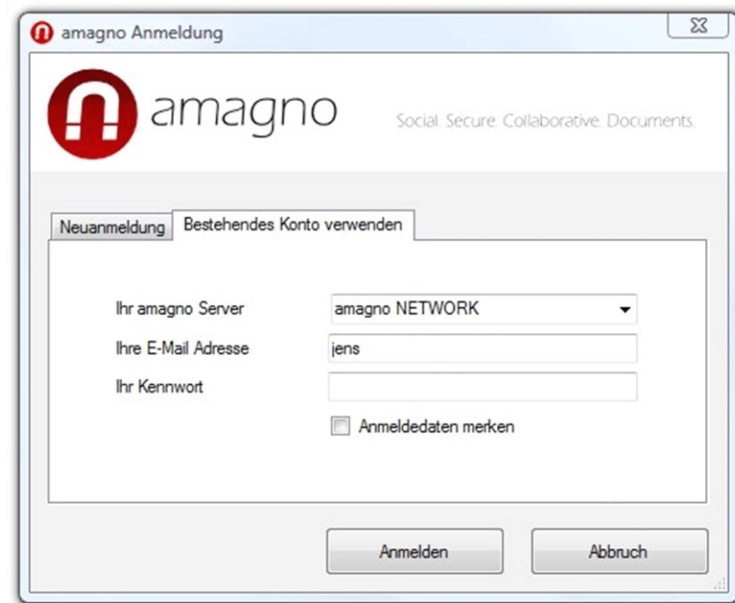 amagno Anmeldung
amagno
Social. Secure. Collaborative. Documents.
Neuanmeldung Bestehendes Konto verwenden
Ihr amagno Server amagno NETWORK
Ihre E-Mail Adresse jens
Ihr Kennwort
Anmeldedaten merken
Anmelden Abbruch